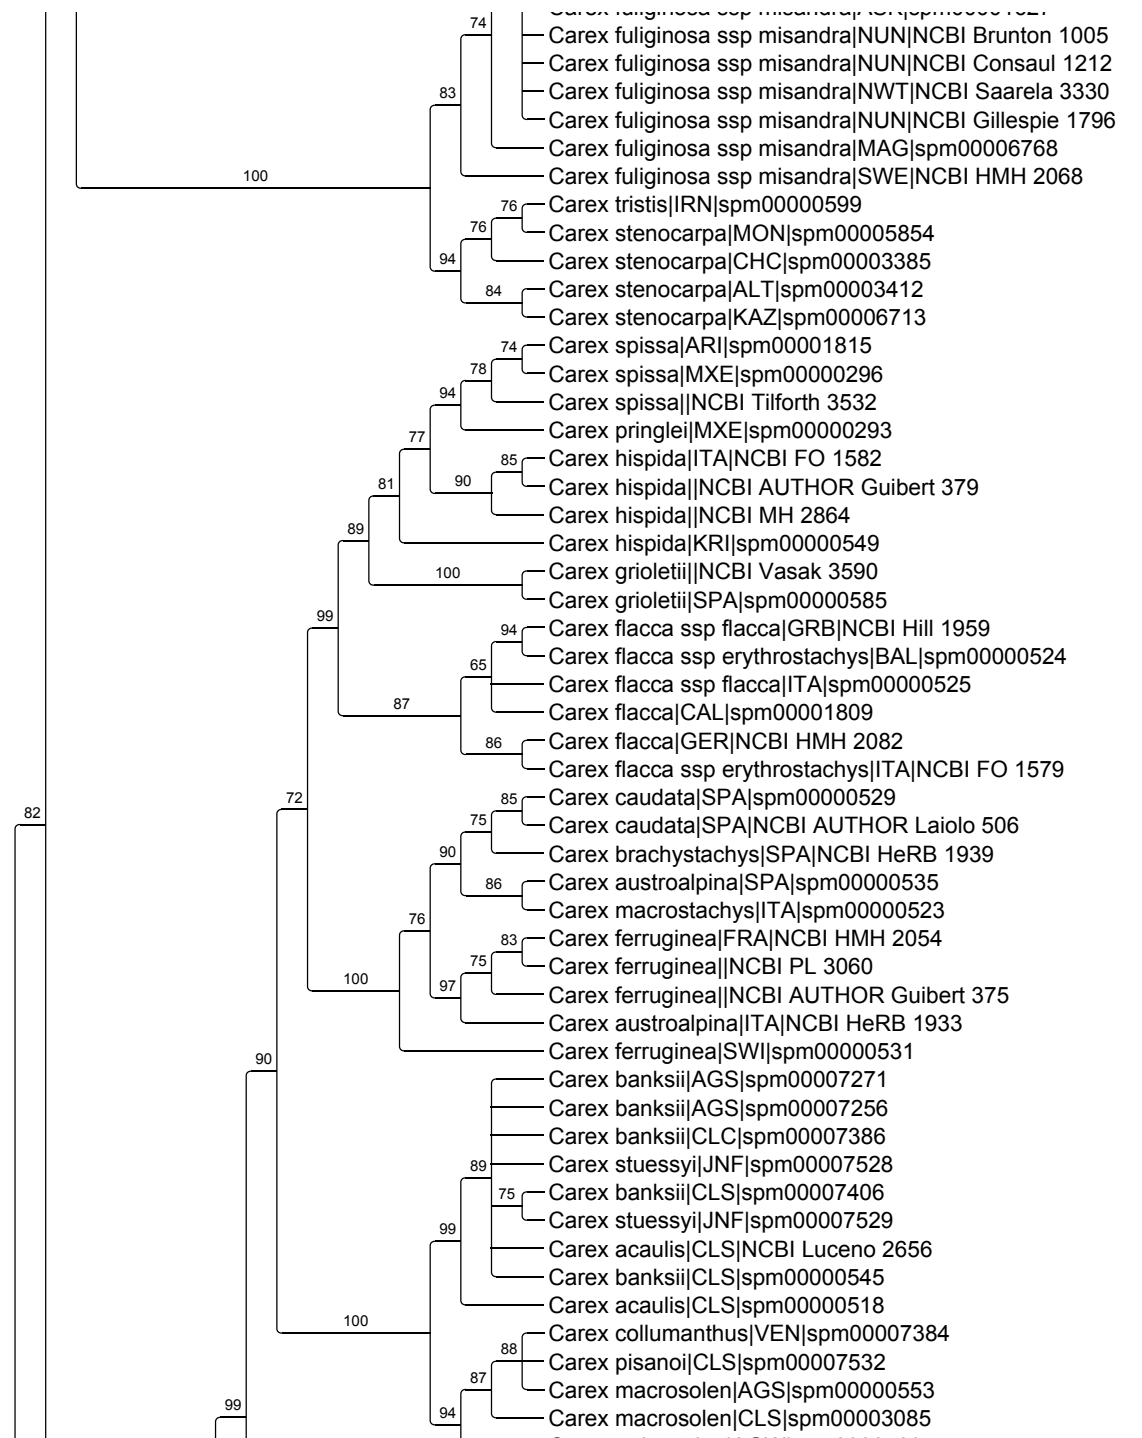 Carex fuliginosa ssp misandra|
74
Carex fuliginosa ssp misandra|NUN|NCBI Brunton 1005
Carex fuliginosa ssp misandra|NUN|NCBI Consaul 1212
83
Carex fuliginosa ssp misandra|NWT|NCBI Saarela 3330
Carex fuliginosa ssp misandra|NUN|NCBI Gillespie 1796
Carex fuliginosa ssp misandra|MAG|spm00006768
100
Carex fuliginosa ssp misandra|SWE|NCBI HMH 2068
76
Carex tristis|IRN|spm00000599
76
Carex stenocarpa|MON|spm00005854
94
Carex stenocarpa|CHC|spm00003385
84
Carex stenocarpa|ALT|spm00003412
Carex stenocarpa|KAZ|spm00006713
74
Carex spissa|ARI|spm00001815
78
Carex spissa|MXE|spm00000296
94
Carex spissa||NCBI Tilforth 3532
77
Carex pringlei|MXE|spm00000293
85
Carex hispida|ITA|NCBI FO 1582
81
90
Carex hispida||NCBI AUTHOR Guibert 379
Carex hispida||NCBI MH 2864
89
Carex hispida|KRI|spm00000549
100
Carex grioletii||NCBI Vasak 3590
Carex grioletii|SPA|spm00000585
99
94
Carex flacca ssp flacca|GRB|NCBI Hill 1959
65
Carex flacca ssp erythrostachys|BAL|spm00000524
Carex flacca ssp flacca|ITA|spm00000525
87
Carex flacca|CAL|spm00001809
86
Carex flacca|GER|NCBI HMH 2082
Carex flacca ssp erythrostachys|ITA|NCBI FO 1579
72
85
Carex caudata|SPA|spm00000529
82
75
Carex caudata|SPA|NCBI AUTHOR Laiolo 506
90
Carex brachystachys|SPA|NCBI HeRB 1939
86
Carex austroalpina|SPA|spm00000535
76
Carex macrostachys|ITA|spm00000523
83
Carex ferruginea|FRA|NCBI HMH 2054
75
Carex ferruginea||NCBI PL 3060
100
97
Carex ferruginea||NCBI AUTHOR Guibert 375
Carex austroalpina|ITA|NCBI HeRB 1933
90
Carex ferruginea|SWI|spm00000531
Carex banksii|AGS|spm00007271
Carex banksii|AGS|spm00007256
Carex banksii|CLC|spm00007386
89
Carex stuessyi|JNF|spm00007528
75
Carex banksii|CLS|spm00007406
99
Carex stuessyi|JNF|spm00007529
Carex acaulis|CLS|NCBI Luceno 2656
Carex banksii|CLS|spm00000545
100
Carex acaulis|CLS|spm00000518
Carex collumanthus|VEN|spm00007384
88
Carex pisanoi|CLS|spm00007532
87
Carex macrosolen|AGS|spm00000553
99
94
Carex macrosolen|CLS|spm00003085